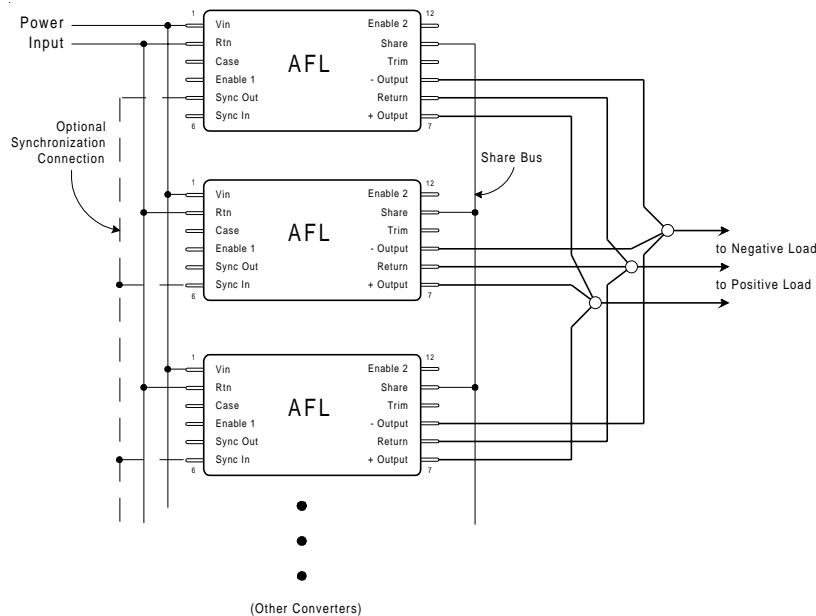 Power
Input
1
Vin
Rtn
Case
Enable 1
Sync Out
Sync In
6
AFL
12
Enable 2
Share
Trim
- Output
Return
+ Output
7
Optional
Synchronization
Connection
Share Bus
1
Vin
Rtn
Case
Enable 1
Sync Out
Sync In
6
AFL
12
Enable 2
Share
Trim
- Output
Return
+ Output
7
to Negative Load
to Positive Load
1
Vin
Rtn
Case
Enable 1
Sync Out
Sync In
6
AFL
12
Enable 2
Share
Trim
- Output
Return
+ Output
7
(Other Converters)